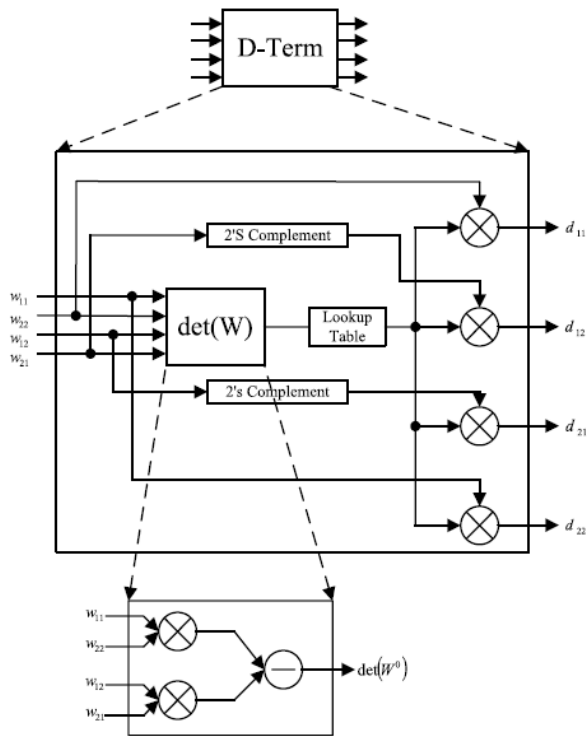 D-Term
2'S Complement
d11
w11
w22
w12
w21
det(W)
Lookup
Table
d12
2's Complement
d21
d22
w11
w22
w12
w21
det(W⁰)